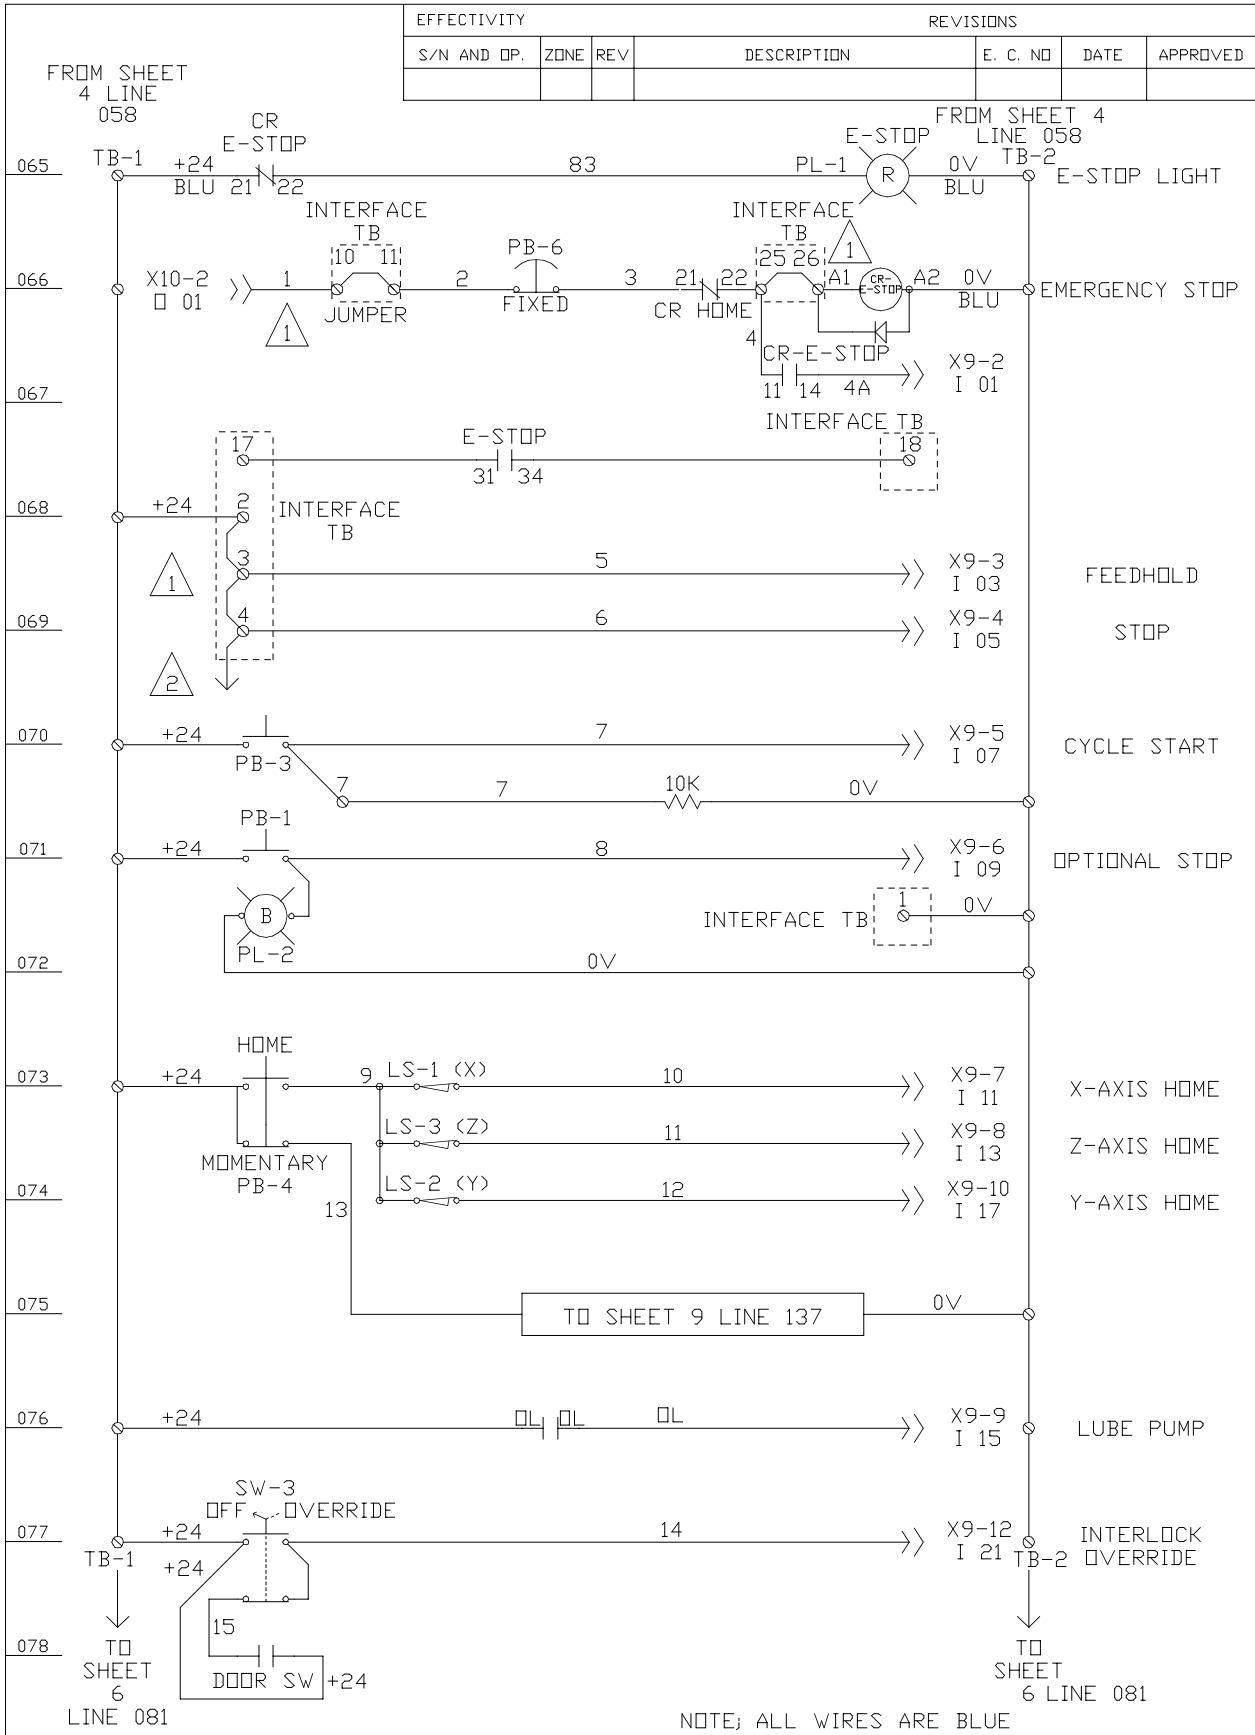 EFFECTIVITY REVISIONS
S/N AND OP. ZONE REV DESCRIPTION E. C. NO DATE APPROVED
FROM SHEET
4 LINE
058
FROM SHEET 4
LINE 058
CR
E-STOP
E-STOP
065 TB-1 +24 BLU 21 22 83 PL-1 R 0V BLU TB-2 E-STOP LIGHT
INTERFACE
TB
10 11
PB-6
INTERFACE
TB
25 26
1
066 X10-2 1 2 3 21 22 A1 CR- A2 0V
O 01 JUMPER FIXED CR HOME E-STOP BLU EMERGENCY STOP
1
4
CR-E-STOP
11 14 4A
X9-2
I 01
067
INTERFACE TB
17 E-STOP 18
31 34
068 +24 2 INTERFACE
TB
1 3 5 X9-3
I 03
FEEDHOLD
069 4 6 X9-4
I 05
STOP
2
070 +24 7 X9-5
PB-3 I 07
CYCLE START
7 7 10K 0V
PB-1
071 +24 8 X9-6
I 09
OPTIONAL STOP
B
PL-2
INTERFACE TB 1 0V
072 0V
HOME
073 +24 9 LS-1 (X) 10 X9-7
I 11
X-AXIS HOME
LS-3 (Z) 11 X9-8
I 13
Z-AXIS HOME
MOMENTARY
PB-4
074 LS-2 (Y) 12 X9-10
I 17
Y-AXIS HOME
13
075 TO SHEET 9 LINE 137 0V
076 +24 OL OL OL X9-9
I 15
LUBE PUMP
SW-3
OFF OVERRIDE
077 +24 14 X9-12
I 21
INTERLOCK
OVERRIDE
TB-1 +24 TB-2
15
078 DOOR SW +24
TO
SHEET
6
LINE 081
TO
SHEET
6 LINE 081
NOTE; ALL WIRES ARE BLUE